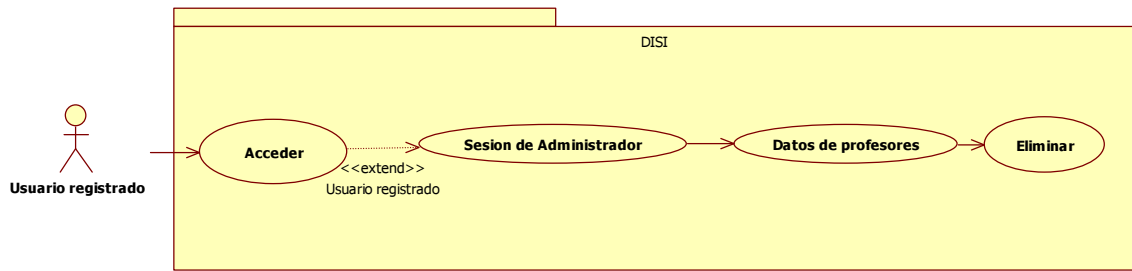 DISI
Usuario registrado
Acceder
<<extend>>
Usuario registrado
Sesion de Administrador
Datos de profesores
Eliminar